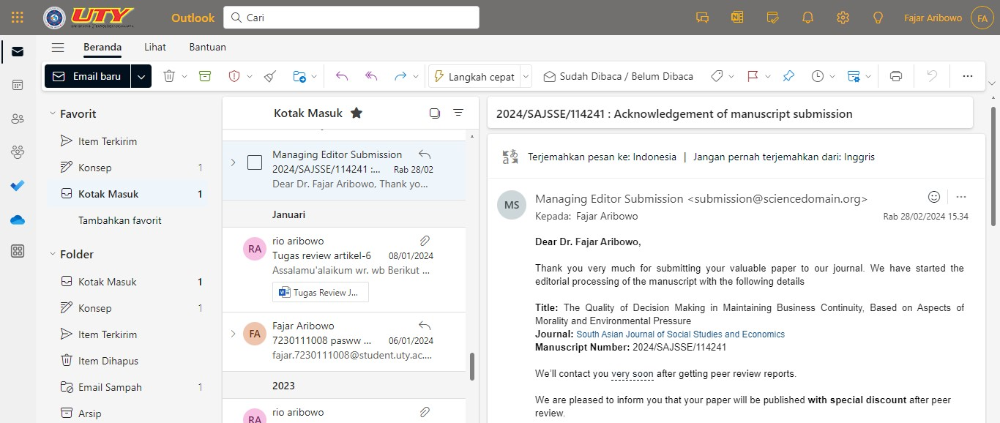 UTY
Outlook
Cari
Fajar Aribowo
FA
Beranda
Lihat
Bantuan
Email baru
Langkah cepat
Sudah Dibaca / Belum Dibaca
Favorit
Item Terkirim
Konsep 1
Kotak Masuk 1
Tambahkan favorit
Folder
Kotak Masuk 1
Konsep 1
Item Terkirim
Item Dihapus
Email Sampah 1
Arsip
Kotak Masuk
Managing Editor Submission
2024/SAJSSE/114241 :... Rab 28/02
Dear Dr. Fajar Aribowo, Thank yo...
Januari
RA
rio aribowo
Tugas review artikel-6 08/01/2024
Assalamu'alaikum wr. wb Berikut ...
Tugas Review J...
FA
Fajar Aribowo
7230111008 pasww ... 06/01/2024
fajar.7230111008@student.uty.ac....
2023
rio aribowo
RA
2024/SAJSSE/114241 : Acknowledgement of manuscript submission
Terjemahkan pesan ke: Indonesia | Jangan pernah terjemahkan dari: Inggris
MS
Managing Editor Submission <submission@sciencedomain.org>
Kepada: Fajar Aribowo
Rab 28/02/2024 15.34
Dear Dr. Fajar Aribowo,
Thank you very much for submitting your valuable paper to our journal. We have started the
editorial processing of the manuscript with the following details
Title: The Quality of Decision Making in Maintaining Business Continuity, Based on Aspects of
Morality and Environmental Pressure
Journal: South Asian Journal of Social Studies and Economics
Manuscript Number: 2024/SAJSSE/114241
We'll contact you very soon after getting peer review reports.
We are pleased to inform you that your paper will be published with special discount after peer
review.